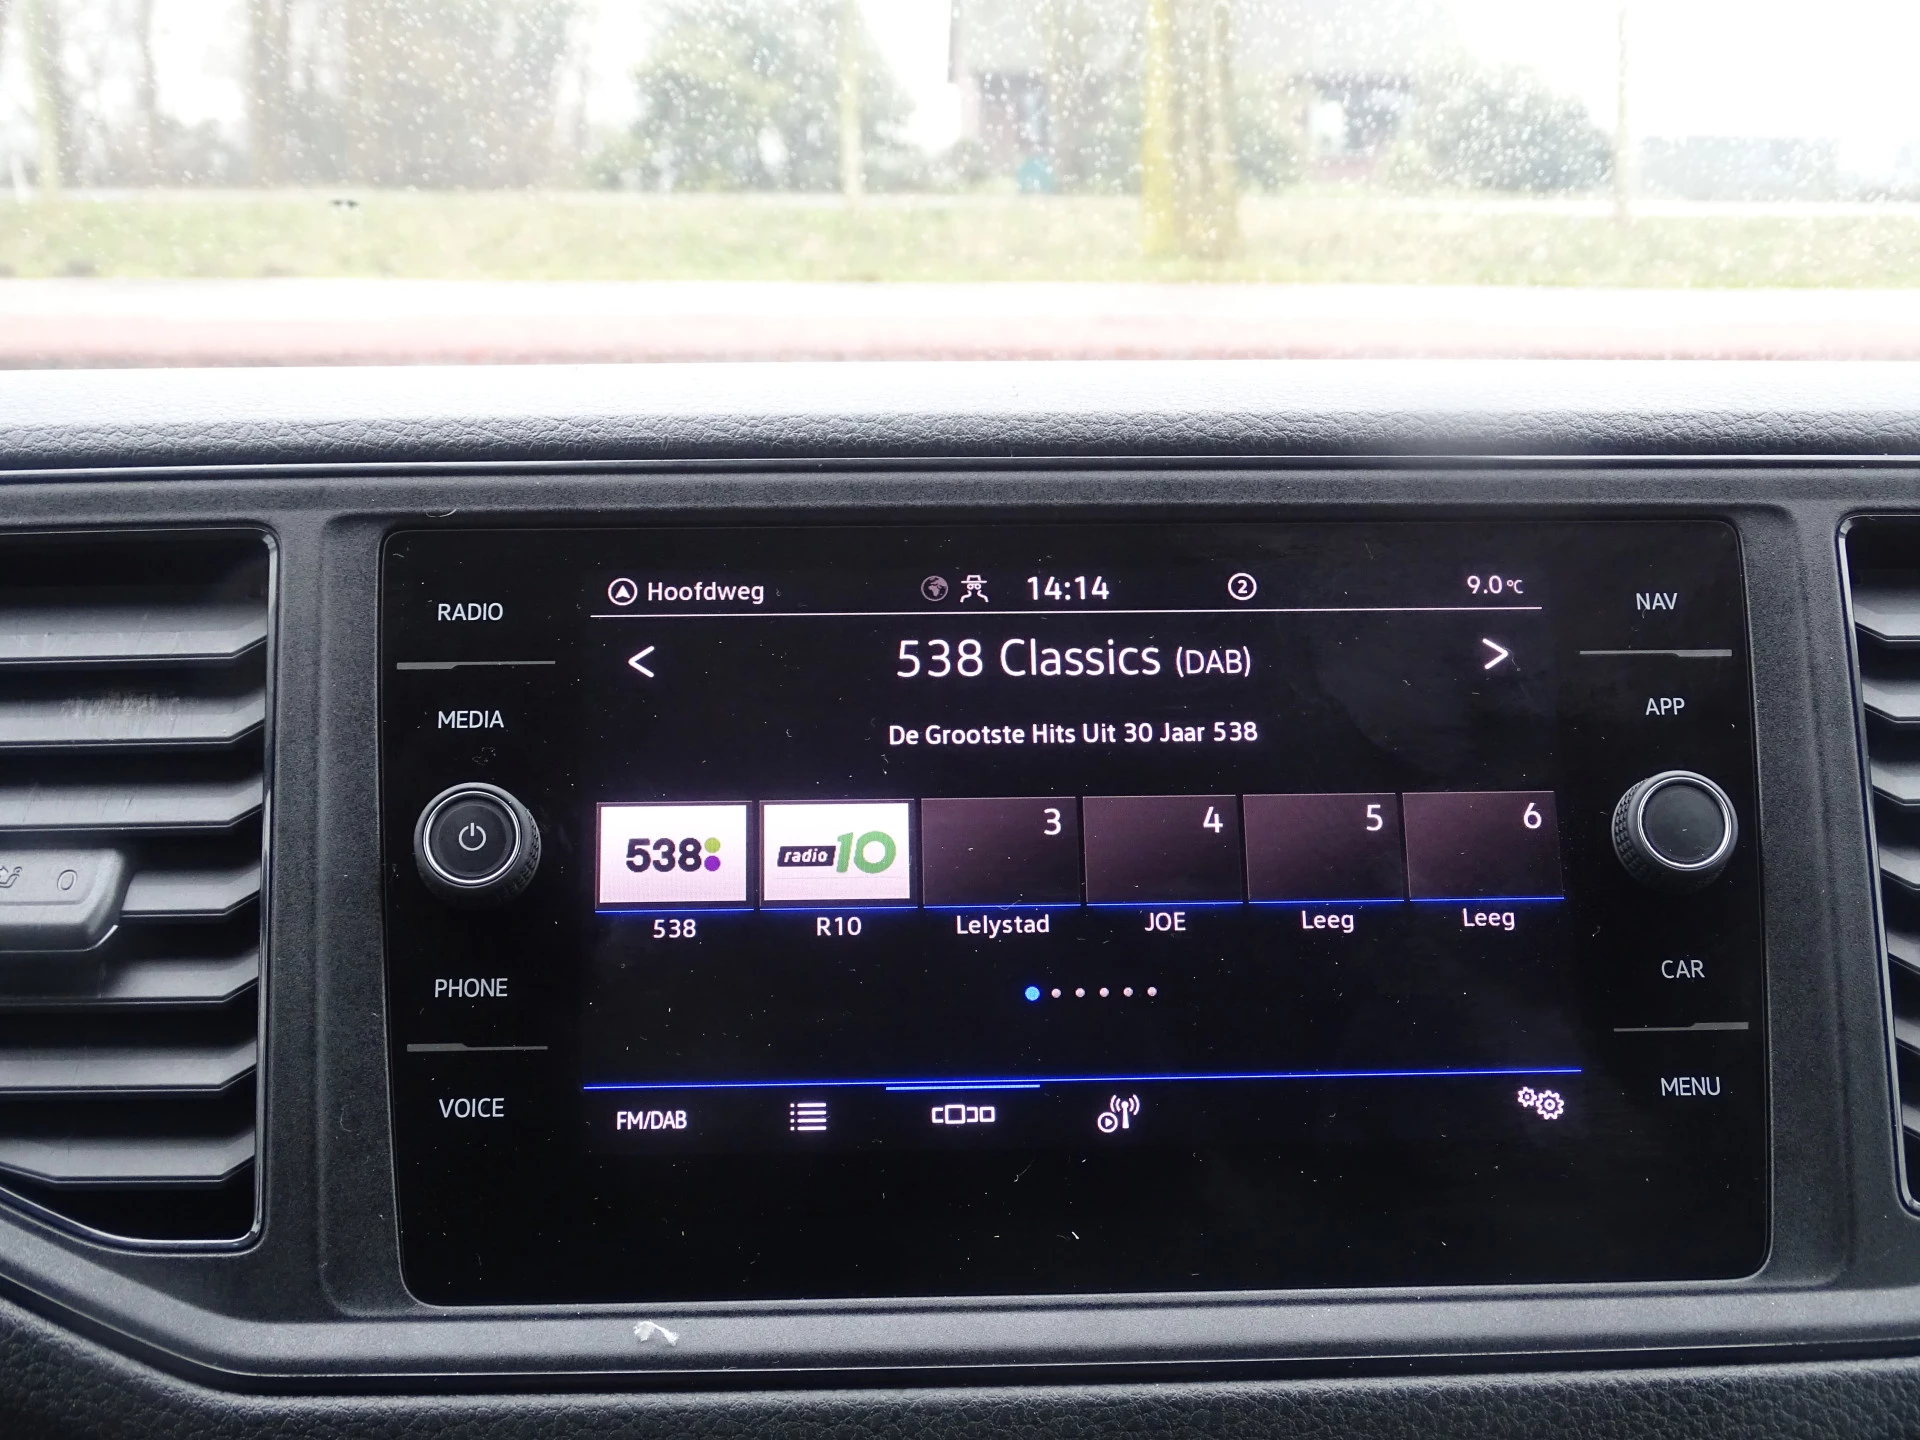 RADIO
MEDIA
PHONE
VOICE
Hoofdweg 14:14 2 9.0 °C
< 538 Classics (DAB) >
De Grootste Hits Uit 30 Jaar 538
538 radio 10 3 4 5 6
538 R10 Lelystad JOE Leeg Leeg
FM/DAB
NAV
APP
CAR
MENU
0